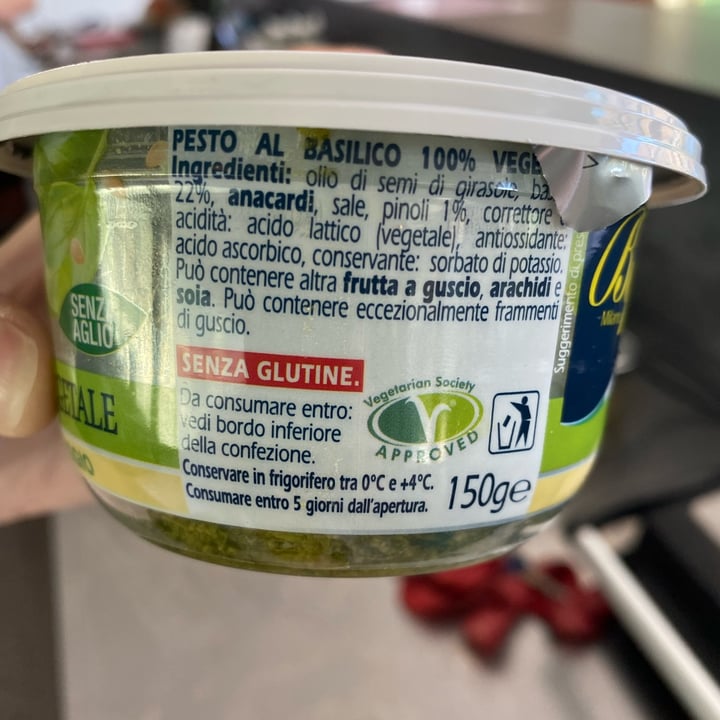 PESTO AL BASILICO 100% VEGE
Ingredienti: olio di semi di girasole, ba
22%, anacardi, sale, pinoli 1%, correttore
acidità: acido lattico (vegetale), antiossidante:
acido ascorbico, conservante: sorbato di potassio.
Può contenere altra frutta a guscio, arachidi e
soia. Può contenere eccezionalmente frammenti
di guscio.
SENZA GLUTINE.
Da consumare entro:
vedi bordo inferiore
della confezione.
Conservare in frigorifero tra 0°C e +4°C.
Consumare entro 5 giorni dall'apertura.
150g e
Vegetarian Society
APPROVED
SENZA
AGLIO
ETALE
Suggerimento di pres